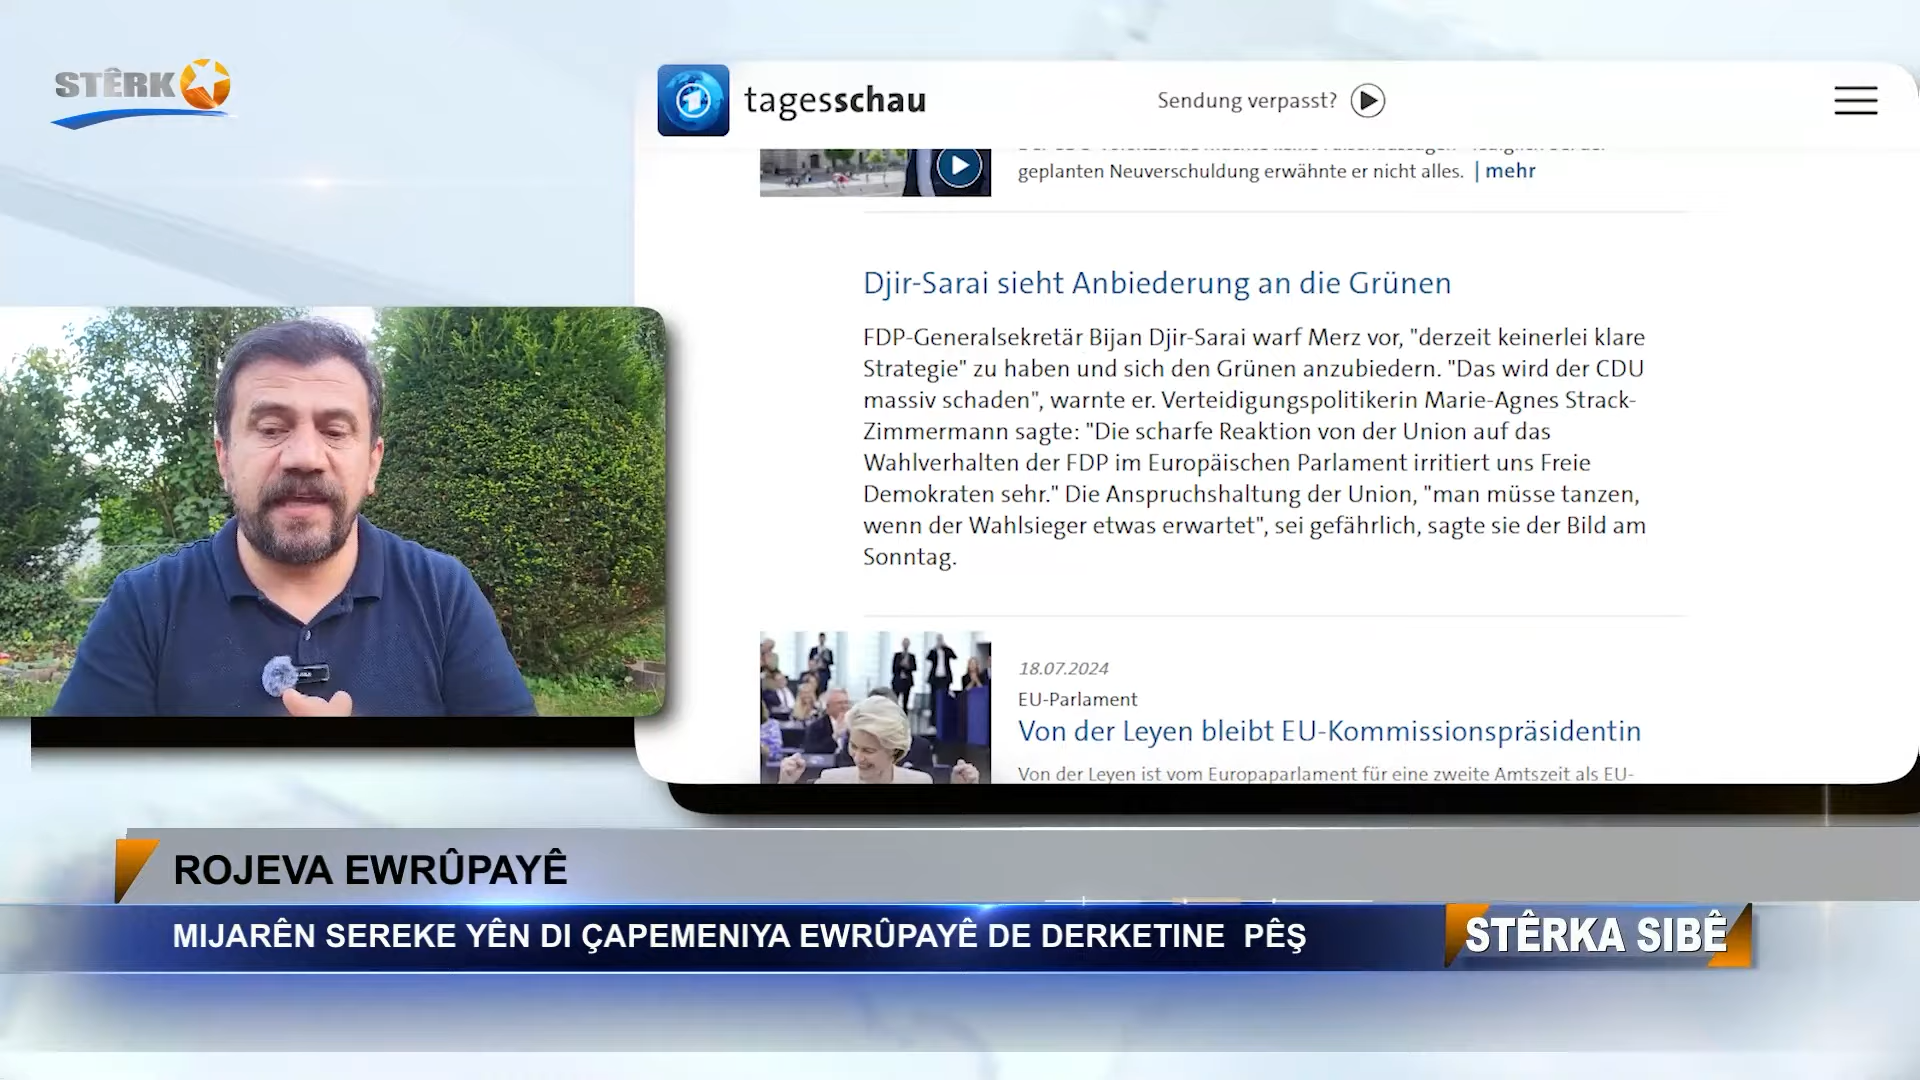 STÊRK
tagesschau
Sendung verpasst?
geplanten Neuverschuldung erwähnte er nicht alles. | mehr
Djir-Sarai sieht Anbiederung an die Grünen
FDP-Generalsekretär Bijan Djir-Sarai warf Merz vor, "derzeit keinerlei klare
Strategie" zu haben und sich den Grünen anzubiedern. "Das wird der CDU
massiv schaden", warnte er. Verteidigungspolitikerin Marie-Agnes Strack-
Zimmermann sagte: "Die scharfe Reaktion von der Union auf das
Wahlverhalten der FDP im Europäischen Parlament irritiert uns Freie
Demokraten sehr." Die Anspruchshaltung der Union, "man müsse tanzen,
wenn der Wahlsieger etwas erwartet", sei gefährlich, sagte sie der Bild am
Sonntag.
18.07.2024
EU-Parlament
Von der Leyen bleibt EU-Kommissionspräsidentin
Von der Leyen ist vom Europaparlament für eine zweite Amtszeit als EU-
ROJEVA EWRÛPAYÊ
MIJARÊN SEREKE YÊN DI ÇAPEMENIYA EWRÛPAYÊ DE DERKETINE PÊŞ
STÊRKA SIBÊ